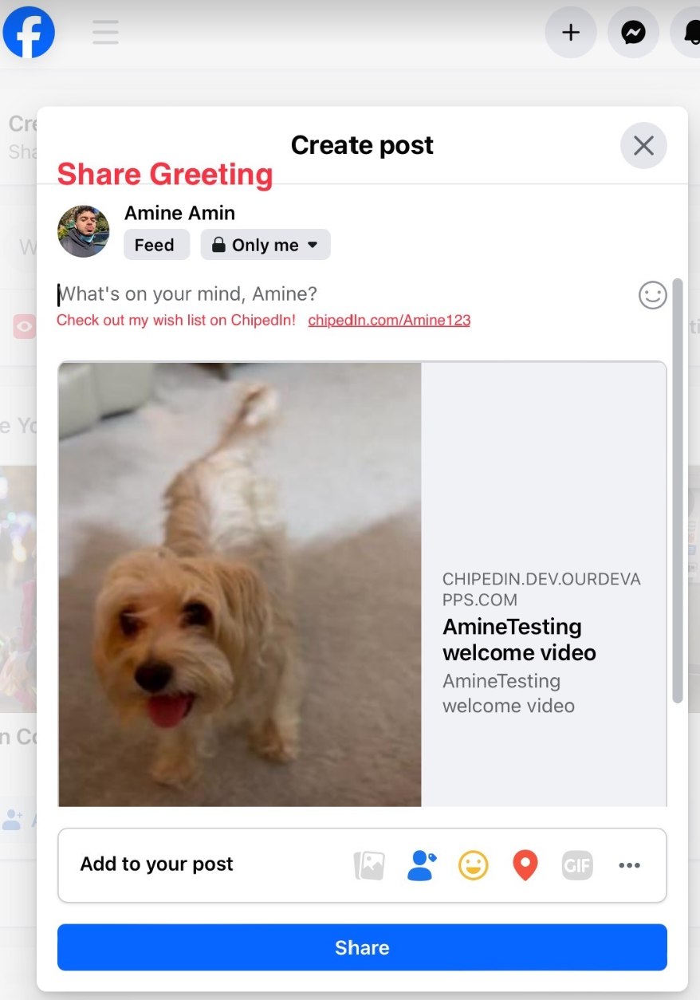 Create post
Share Greeting
Amine Amin
Feed
Only me
What's on your mind, Amine?
Check out my wish list on ChipedIn! chipedIn.com/Amine123
CHIPEDIN.DEV.OURDEVA
PPS.COM
AmineTesting
welcome video
AmineTesting
welcome video
Add to your post
GIF
Share